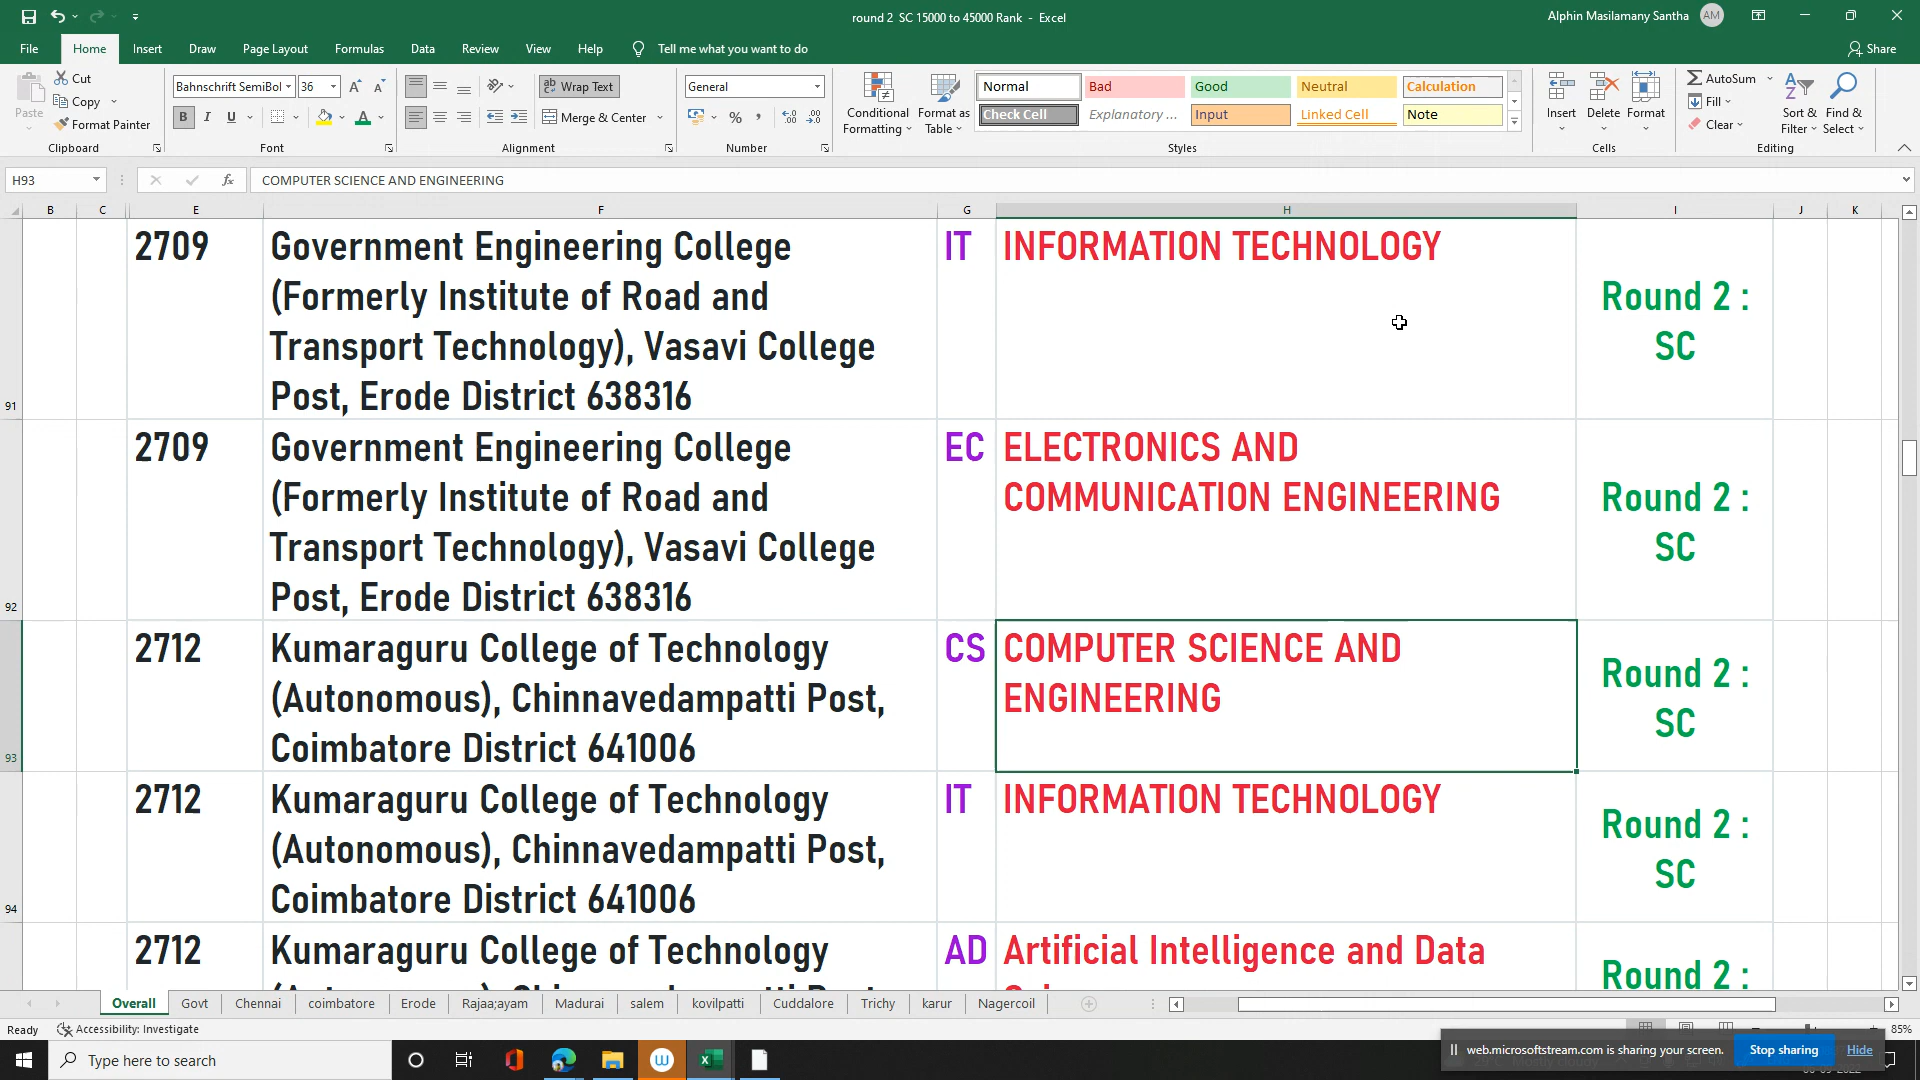 round 2 SC 15000 to 45000 Rank - Excel
Alphin Masilamany Santha AM
File Home Insert Draw Page Layout Formulas Data Review View Help Tell me what you want to do Share
Paste Cut Copy Format Painter Clipboard
Bahnschrift SemiBol 36 B I U Font
Wrap Text Merge & Center Alignment
General % Number
Conditional Formatting Format as Table
Normal Bad Good Neutral Calculation
Check Cell Explanatory ... Input Linked Cell Note
Styles
Insert Delete Format Cells
AutoSum Fill Clear Sort & Filter Find & Select Editing
H93 fx COMPUTER SCIENCE AND ENGINEERING
B C E F G H I J K
91 2709 Government Engineering College IT INFORMATION TECHNOLOGY
(Formerly Institute of Road and Round 2 :
Transport Technology), Vasavi College SC
Post, Erode District 638316
92 2709 Government Engineering College EC ELECTRONICS AND
(Formerly Institute of Road and COMMUNICATION ENGINEERING Round 2 :
Transport Technology), Vasavi College SC
Post, Erode District 638316
93 2712 Kumaraguru College of Technology CS COMPUTER SCIENCE AND
(Autonomous), Chinnavedampatti Post, ENGINEERING Round 2 :
Coimbatore District 641006 SC
94 2712 Kumaraguru College of Technology IT INFORMATION TECHNOLOGY
(Autonomous), Chinnavedampatti Post, Round 2 :
Coimbatore District 641006 SC
2712 Kumaraguru College of Technology AD Artificial Intelligence and Data
Round 2 :
Overall Govt Chennai coimbatore Erode Rajaa;ayam Madurai salem kovilpatti Cuddalore Trichy karur Nagercoil
Ready Accessibility: Investigate 85%
Type here to search
web.microsoftstream.com is sharing your screen. Stop sharing Hide